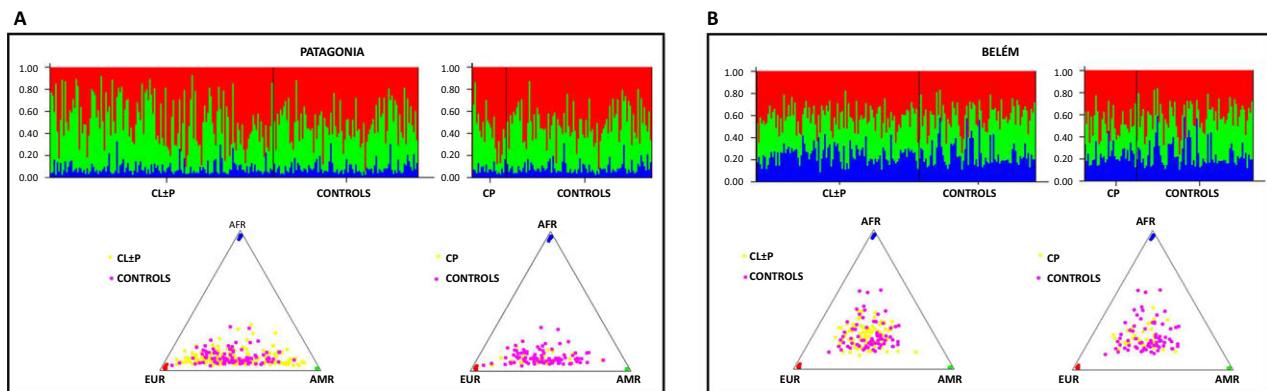 A
PATAGONIA
1.00
0.80
0.60
0.40
0.20
0.00
CL±P
CONTROLS
1.00
0.80
0.60
0.40
0.20
0.00
CP
CONTROLS
AFR
CL±P
CONTROLS
EUR
AMR
AFR
CP
CONTROLS
EUR
AMR
B
BELÉM
1.00
0.80
0.60
0.40
0.20
0.00
CL±P
CONTROLS
1.00
0.80
0.60
0.40
0.20
0.00
CP
CONTROLS
AFR
CL±P
CONTROLS
EUR
AMR
AFR
CP
CONTROLS
EUR
AMR